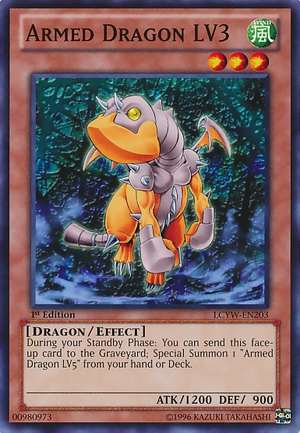 ARMED DRAGON LV3
WIND
風
1st Edition
LCYW-EN203
[DRAGON/EFFECT]
During your Standby Phase: You can send this face-
up card to the Graveyard; Special Summon 1 "Armed
Dragon LV5" from your hand or Deck.
ATK/1200 DEF/ 900
00980973
©1996 KAZUKI TAKAHASHI